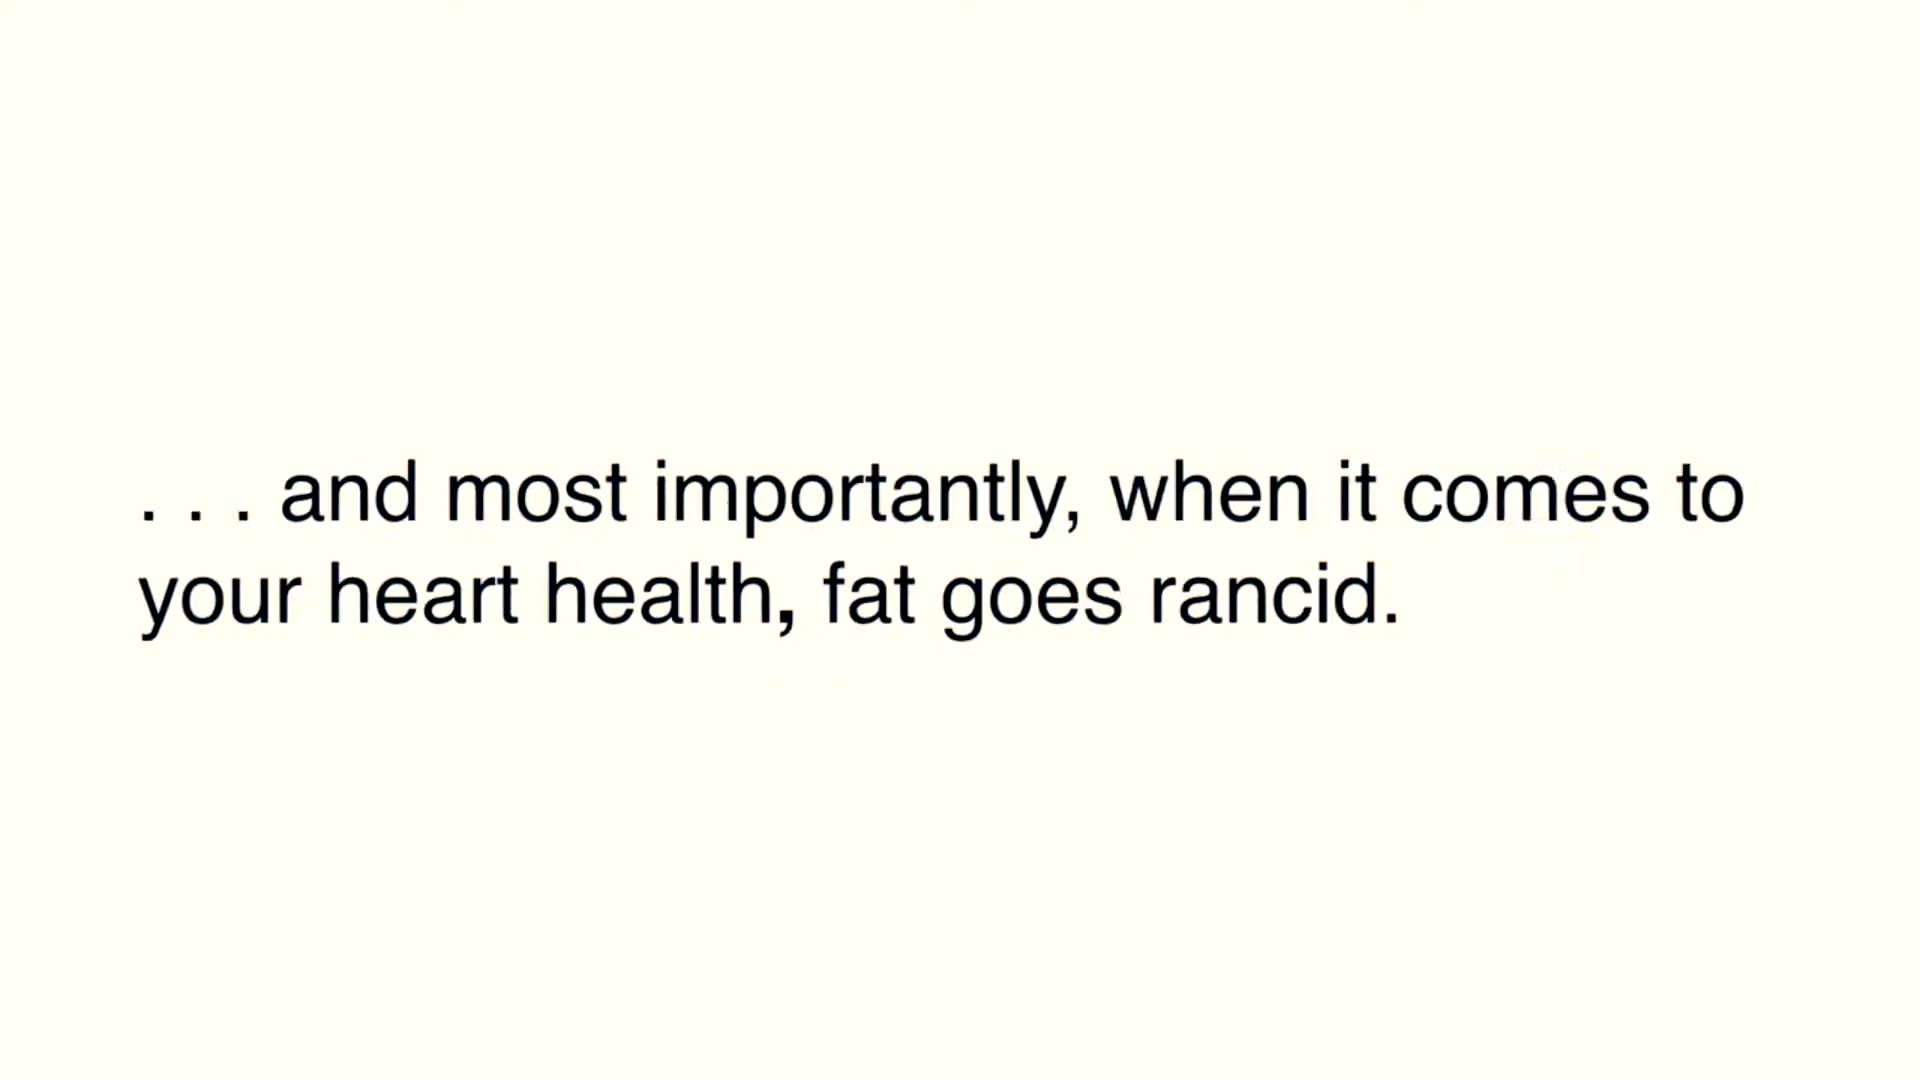 . . . and most importantly, when it comes to
your heart health, fat goes rancid.